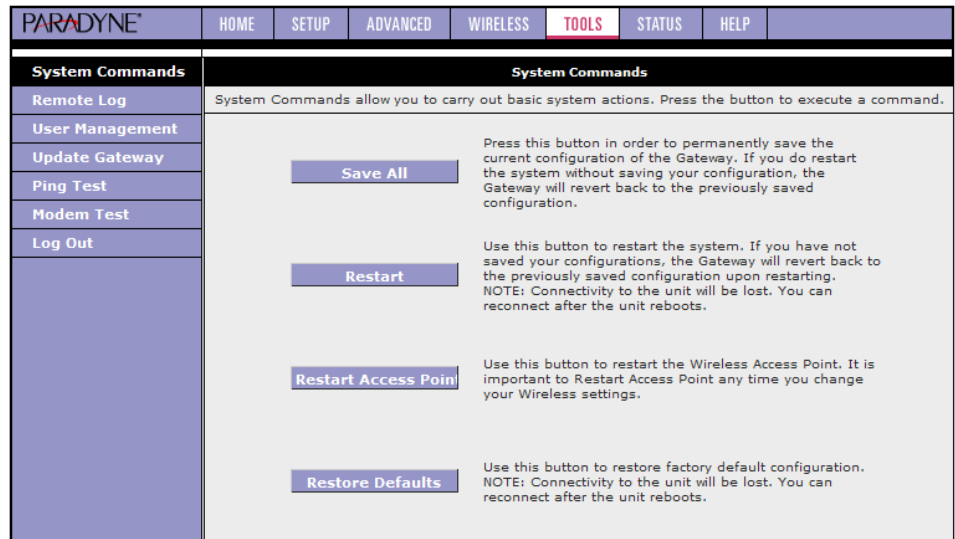 PARADYNE®
HOME SETUP ADVANCED WIRELESS TOOLS STATUS HELP
System Commands
Remote Log
User Management
Update Gateway
Ping Test
Modem Test
Log Out
System Commands
System Commands allow you to carry out basic system actions. Press the button to execute a command.
Save All
Press this button in order to permanently save the
current configuration of the Gateway. If you do restart
the system without saving your configuration, the
Gateway will revert back to the previously saved
configuration.
Restart
Use this button to restart the system. If you have not
saved your configurations, the Gateway will revert back to
the previously saved configuration upon restarting.
NOTE: Connectivity to the unit will be lost. You can
reconnect after the unit reboots.
Restart Access Poin
Use this button to restart the Wireless Access Point. It is
important to Restart Access Point any time you change
your Wireless settings.
Restore Defaults
Use this button to restore factory default configuration.
NOTE: Connectivity to the unit will be lost. You can
reconnect after the unit reboots.